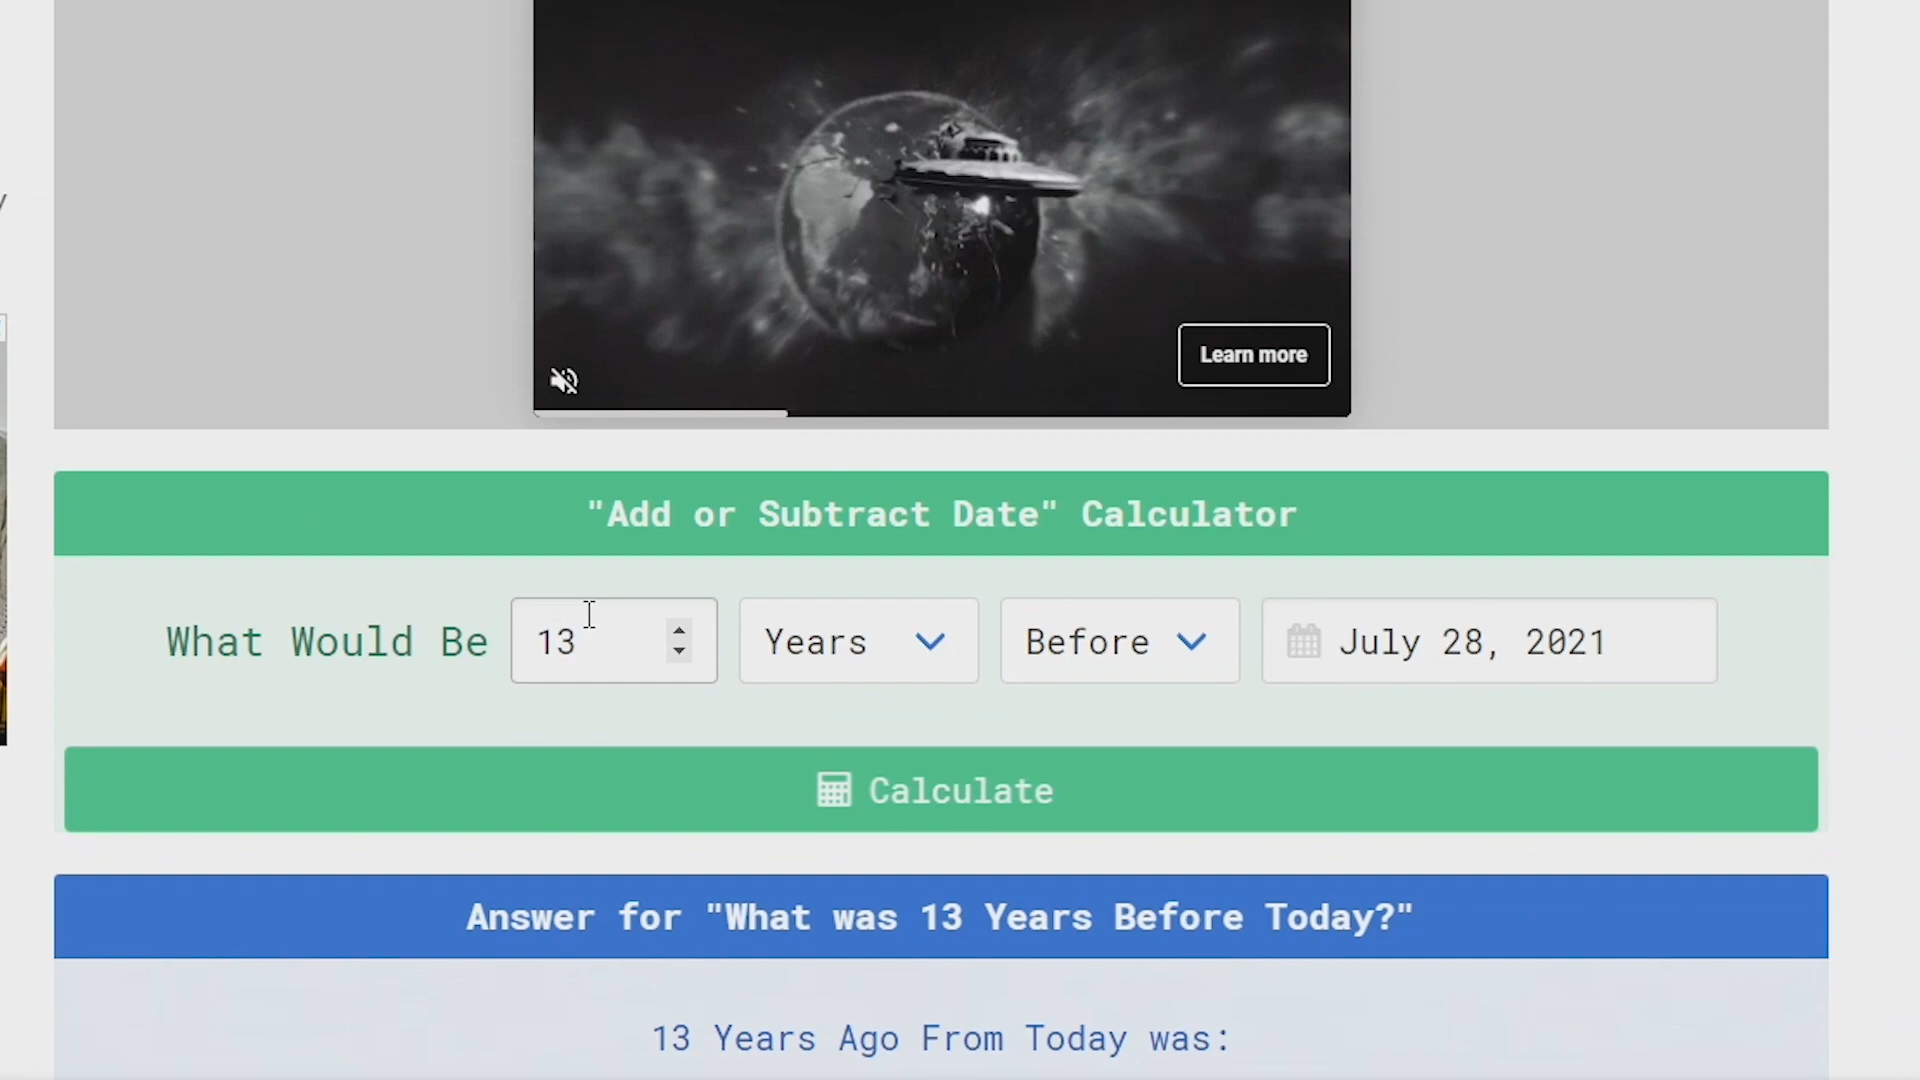 Learn more
"Add or Subtract Date" Calculator
What Would Be 13 Years Before July 28, 2021
Calculate
Answer for "What was 13 Years Before Today?"
13 Years Ago From Today was: